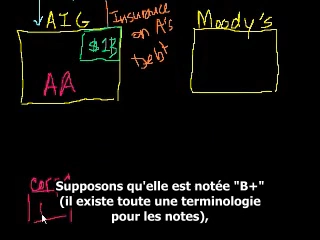 AIG
Insurance on A's Debt
Moody's
$1B
AA
Supposons qu'elle est notée "B+"
(il existe toute une terminologie
pour les notes),